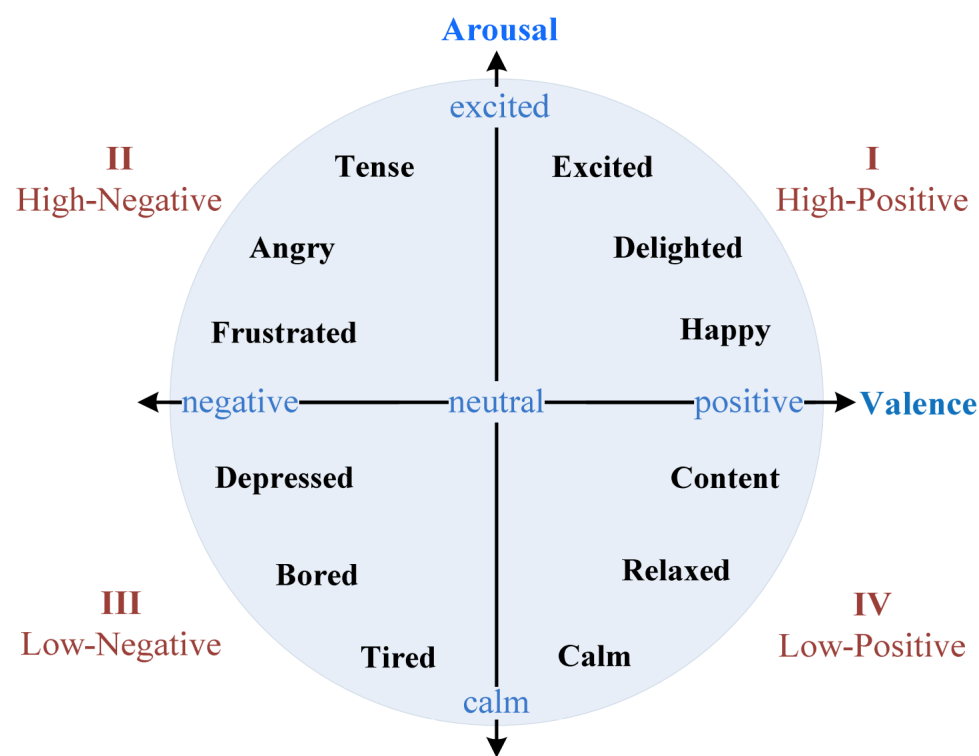 Arousal
excited
II
High-Negative
Tense
Excited
I
High-Positive
Angry
Delighted
Frustrated
Happy
negative
neutral
positive
Valence
Depressed
Content
Bored
Relaxed
III
Low-Negative
IV
Low-Positive
Tired
Calm
calm